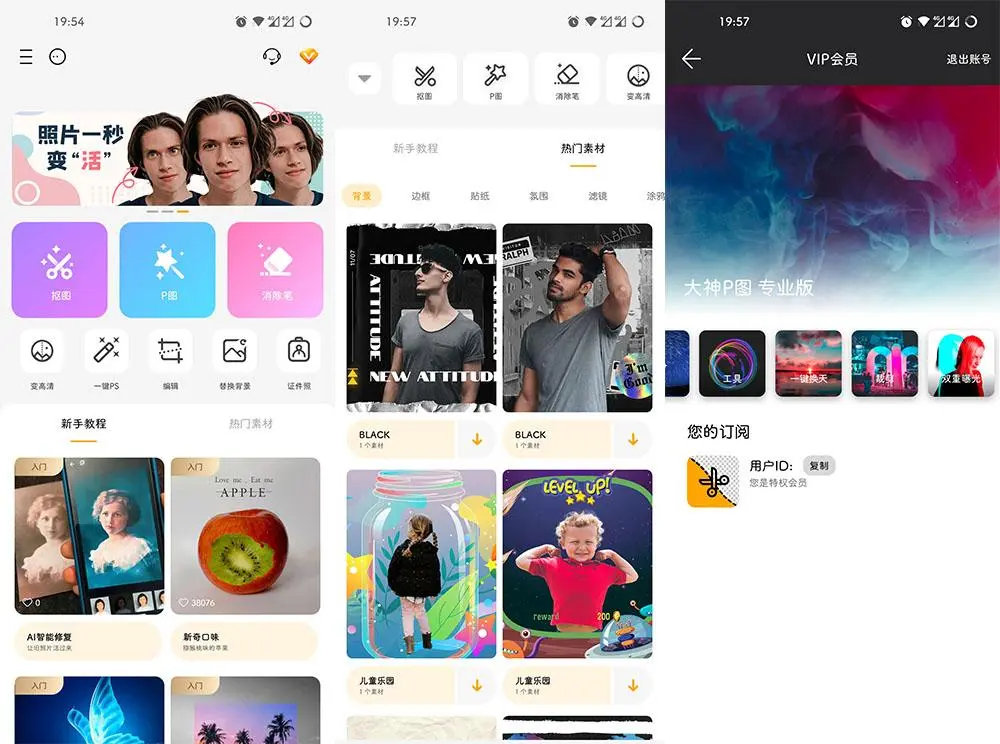 19:54
照片一秒
变“活”
抠图
P图
消除笔
变高清
一键PS
编辑
替换背景
证件照
新手教程
热门素材
入门
入门
Love me . Eat me
APPLE
0
38076
AI智能修复
让旧照片活过来
新奇口味
猕猴桃味的苹果
入门
入门
19:57
抠图
P图
消除笔
变高清
新手教程
热门素材
背景
边框
贴纸
氛围
滤镜
涂鸦
ATTITUDE
NEW ATTITUDE
RALPH
I'm
Good
BLACK
1个素材
BLACK
1个素材
LEVEL UP!
reward
200
儿童乐园
1个素材
儿童乐园
1个素材
19:57
VIP会员
退出账号
大神P图 专业版
工具
一键换天
裁剪
双重曝光
您的订阅
用户ID:
复制
您是特权会员